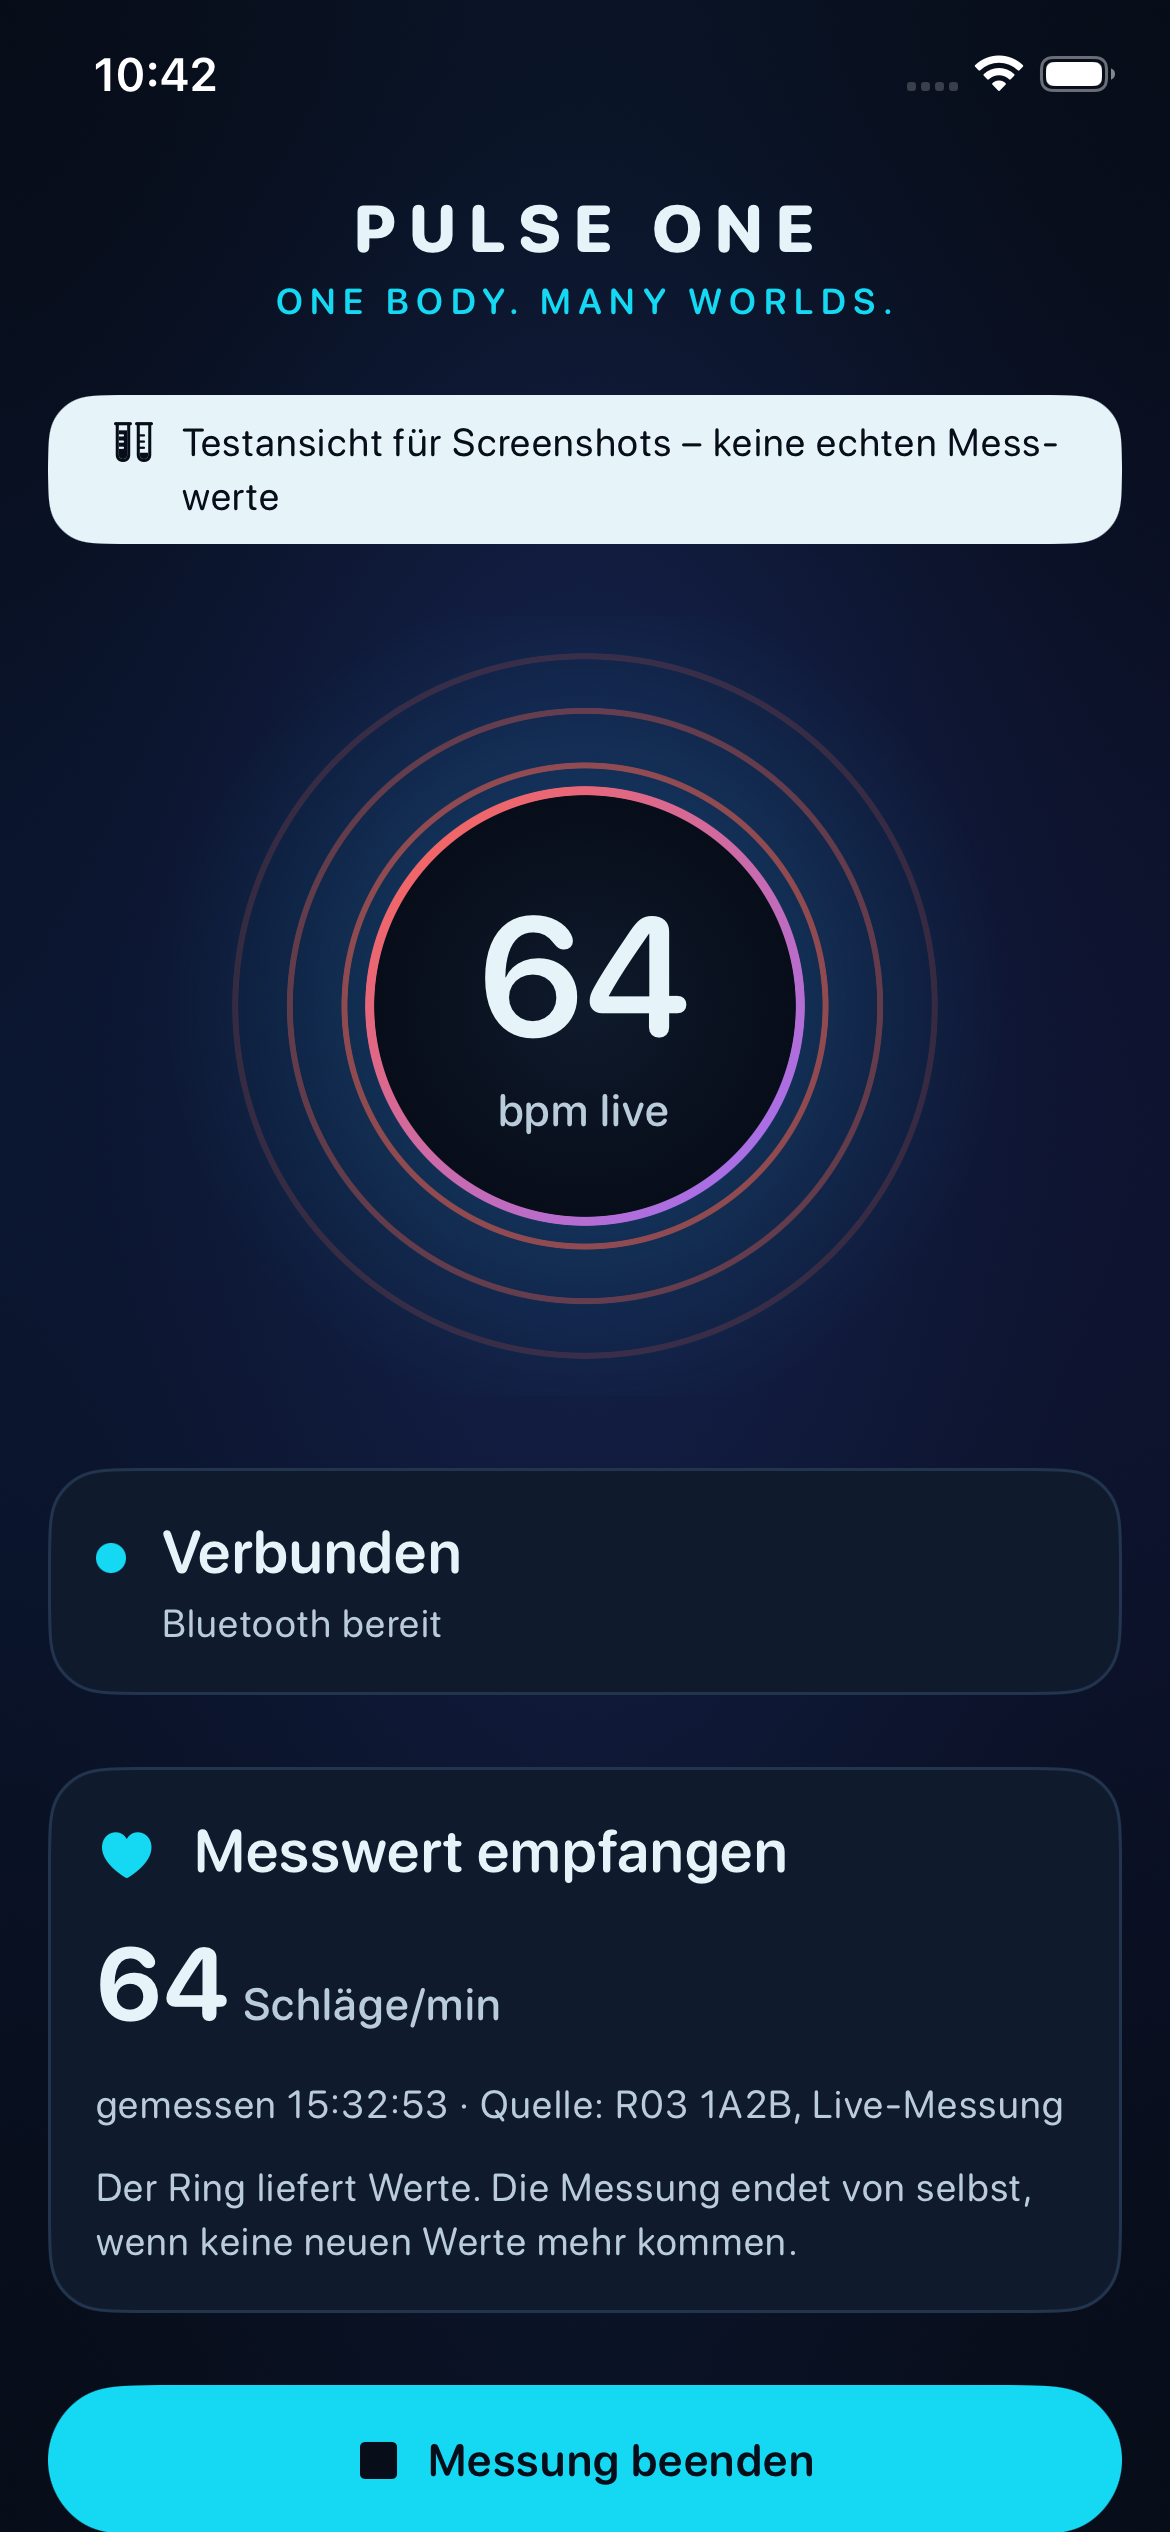 10:42
PULSE ONE
ONE BODY. MANY WORLDS.
Testansicht für Screenshots – keine echten Mess-
werte
64
bpm live
Verbunden
Bluetooth bereit
Messwert empfangen
64 Schläge/min
gemessen 15:32:53 · Quelle: R03 1A2B, Live-Messung
Der Ring liefert Werte. Die Messung endet von selbst,
wenn keine neuen Werte mehr kommen.
Messung beenden